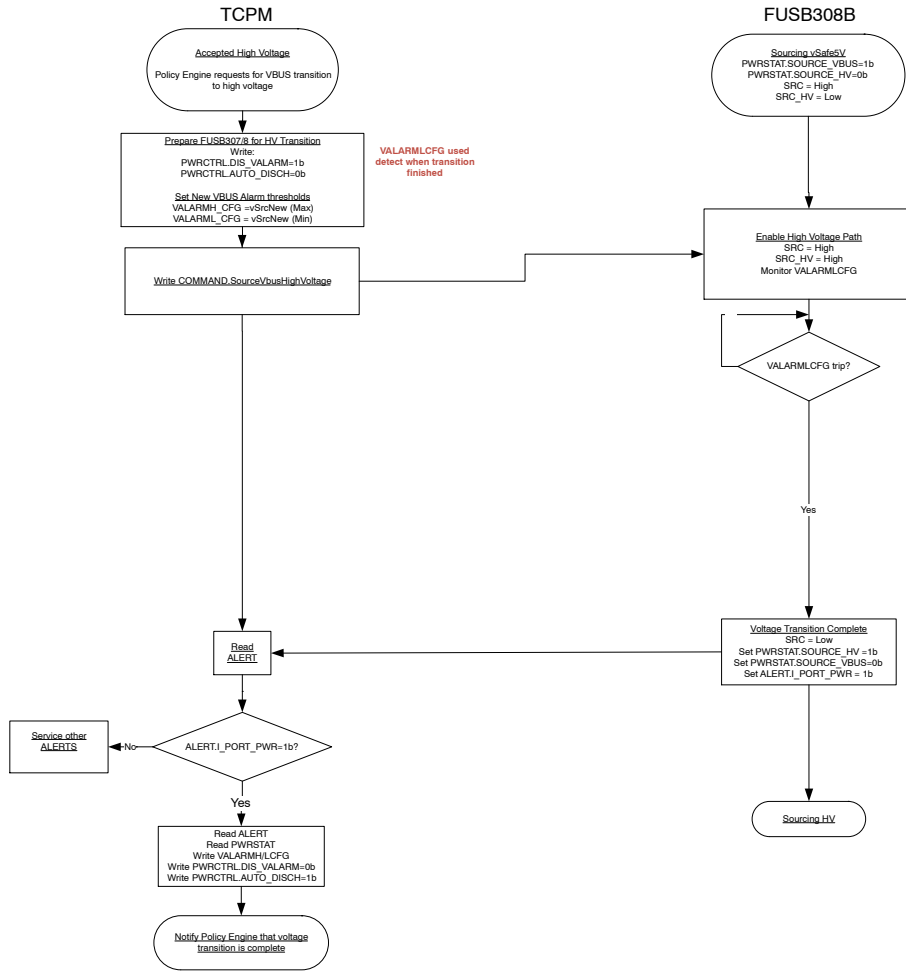 TCPM
FUSB308B
Accepted High Voltage
Policy Engine requests for VBUS transition
to high voltage
Sourcing vSafe5V
PWRSTAT.SOURCE_VBUS=1b
PWRSTAT.SOURCE_HV=0b
SRC = High
SRC_HV = Low
Prepare FUSB307/8 for HV Transition
Write:
PWRCTRL.DIS_VALARM=1b
PWRCTRL.AUTO_DISCH=0b
Set New VBUS Alarm thresholds
VALARMH_CFG =vSrcNew (Max)
VALARML_CFG = vSrcNew (Min)
VALARMLCFG used
detect when transition
finished
Enable High Voltage Path
SRC = High
SRC_HV = High
Monitor VALARMLCFG
Write COMMAND.SourceVbusHighVoltage
VALARMLCFG trip?
Yes
Voltage Transition Complete
SRC = Low
Set PWRSTAT.SOURCE_HV =1b
Set PWRSTAT.SOURCE_VBUS=0b
Set ALERT.I_PORT_PWR = 1b
Read
ALERT
Service other
ALERTS
No
ALERT.I_PORT_PWR=1b?
Yes
Sourcing HV
Read ALERT
Read PWRSTAT
Write VALARMH/LCFG
Write PWRCTRL.DIS_VALARM=0b
Write PWRCTRL.AUTO_DISCH=1b
Notify Policy Engine that voltage
transition is complete